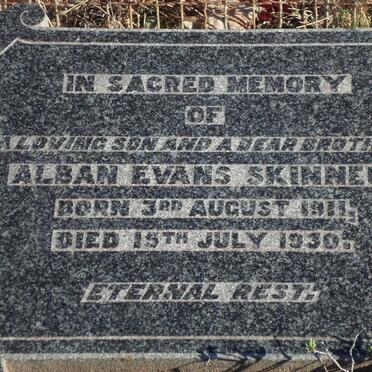 IN SACRED MEMORY
OF
A LOVING SON AND A DEAR BROTH
ALBAN EVANS SKINNE
BORN 3RD AUGUST 1911,
DIED 15TH JULY 1930.
ETERNAL REST.